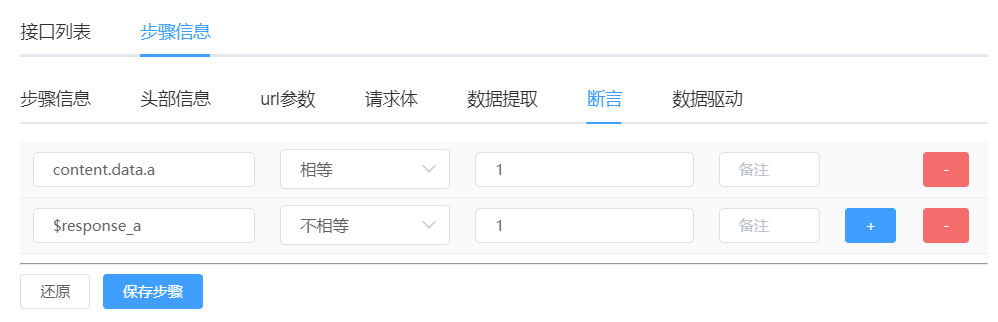 接口列表 步骤信息
步骤信息 头部信息 url参数 请求体 数据提取 断言 数据驱动
content.data.a 相等 1 备注 -
$response_a 不相等 1 备注 + -
还原 保存步骤